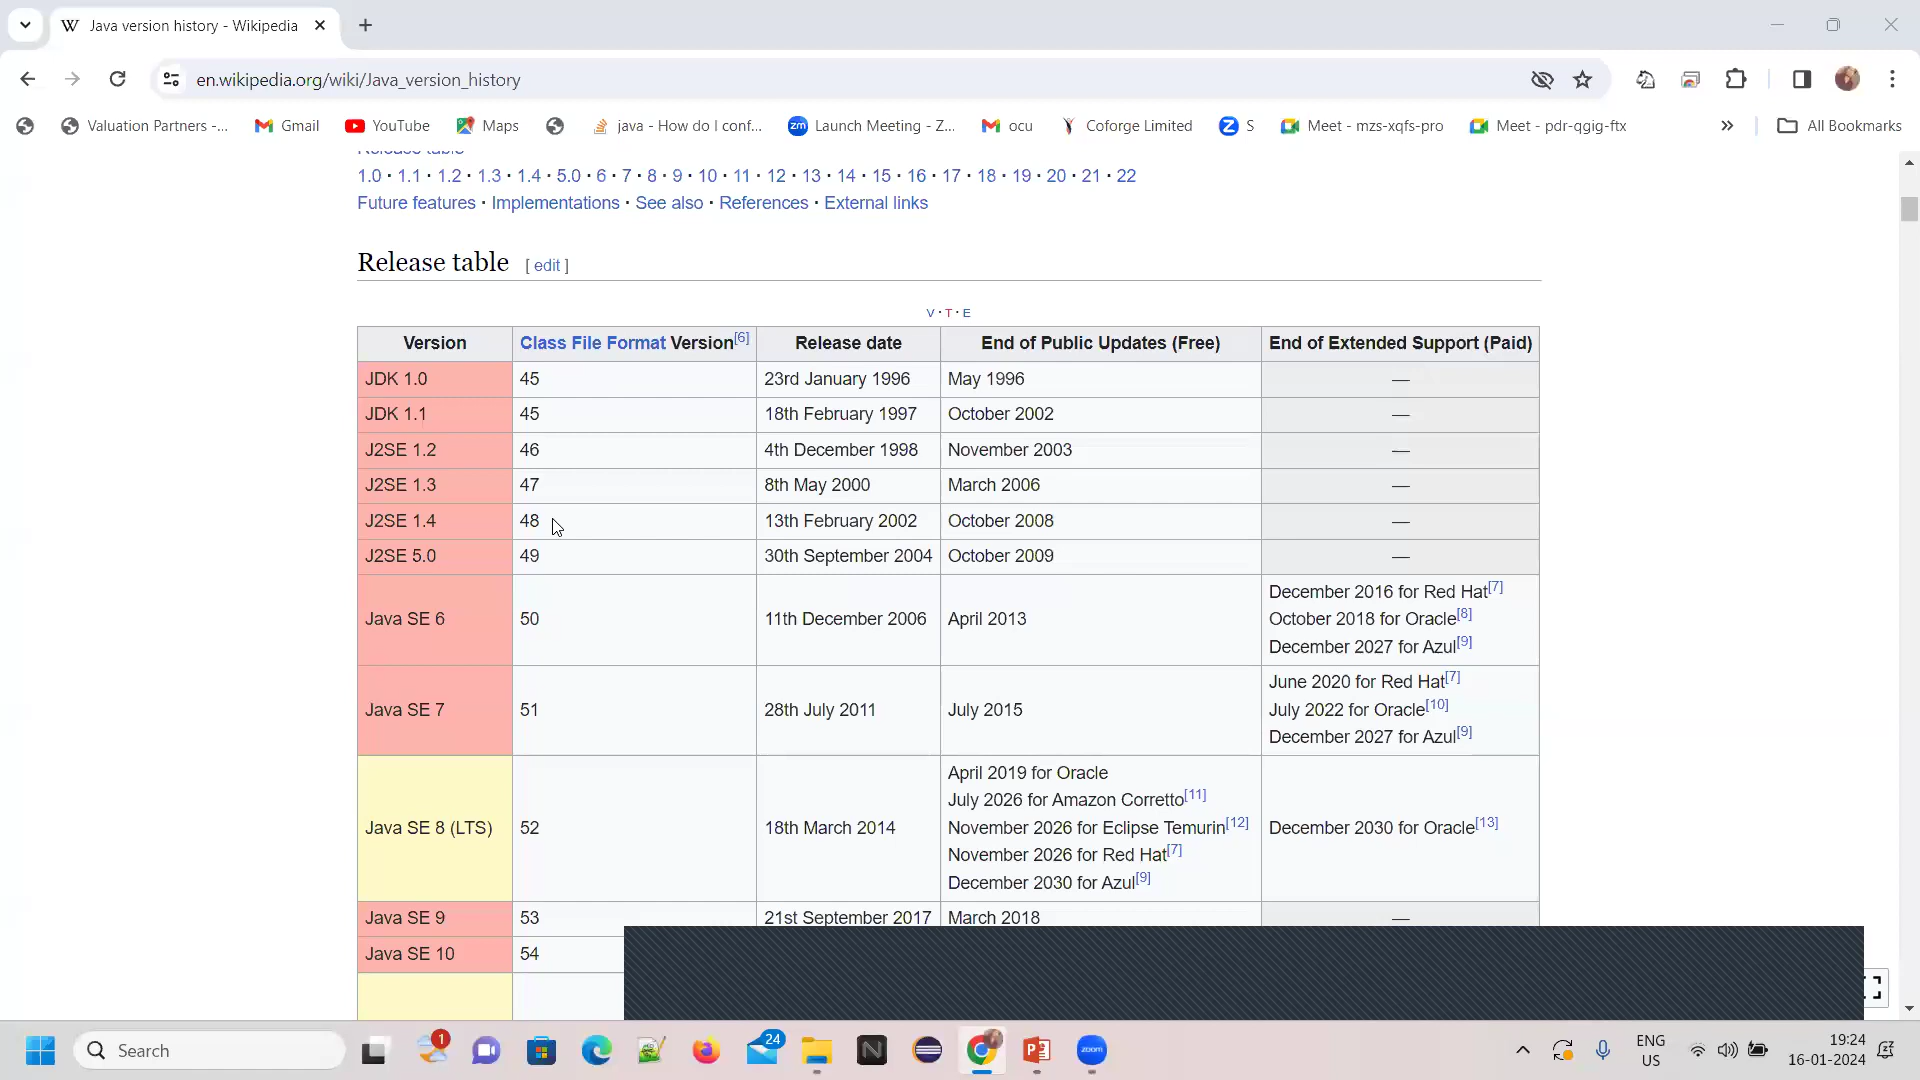 W Java version history - Wikipedia
en.wikipedia.org/wiki/Java_version_history
Valuation Partners -... Gmail YouTube Maps java - How do I conf... zm Launch Meeting - Z... ocu Coforge Limited Z S Meet - mzs-xqfs-pro Meet - pdr-qgig-ftx » All Bookmarks
Release table
1.0 · 1.1 · 1.2 · 1.3 · 1.4 · 5.0 · 6 · 7 · 8 · 9 · 10 · 11 · 12 · 13 · 14 · 15 · 16 · 17 · 18 · 19 · 20 · 21 · 22
Future features · Implementations · See also · References · External links
Release table [ edit ]
V · T · E
Version Class File Format Version[6] Release date End of Public Updates (Free) End of Extended Support (Paid)
JDK 1.0 45 23rd January 1996 May 1996 —
JDK 1.1 45 18th February 1997 October 2002 —
J2SE 1.2 46 4th December 1998 November 2003 —
J2SE 1.3 47 8th May 2000 March 2006 —
J2SE 1.4 48 13th February 2002 October 2008 —
J2SE 5.0 49 30th September 2004 October 2009 —
Java SE 6 50 11th December 2006 April 2013
December 2016 for Red Hat[7]
October 2018 for Oracle[8]
December 2027 for Azul[9]
Java SE 7 51 28th July 2011 July 2015
June 2020 for Red Hat[7]
July 2022 for Oracle[10]
December 2027 for Azul[9]
Java SE 8 (LTS) 52 18th March 2014
April 2019 for Oracle
July 2026 for Amazon Corretto[11]
November 2026 for Eclipse Temurin[12]
November 2026 for Red Hat[7]
December 2030 for Azul[9]
December 2030 for Oracle[13]
Java SE 9 53 21st September 2017 March 2018 —
Java SE 10 54
Search 1 24 N zoom ENG 19:24
US 16-01-2024